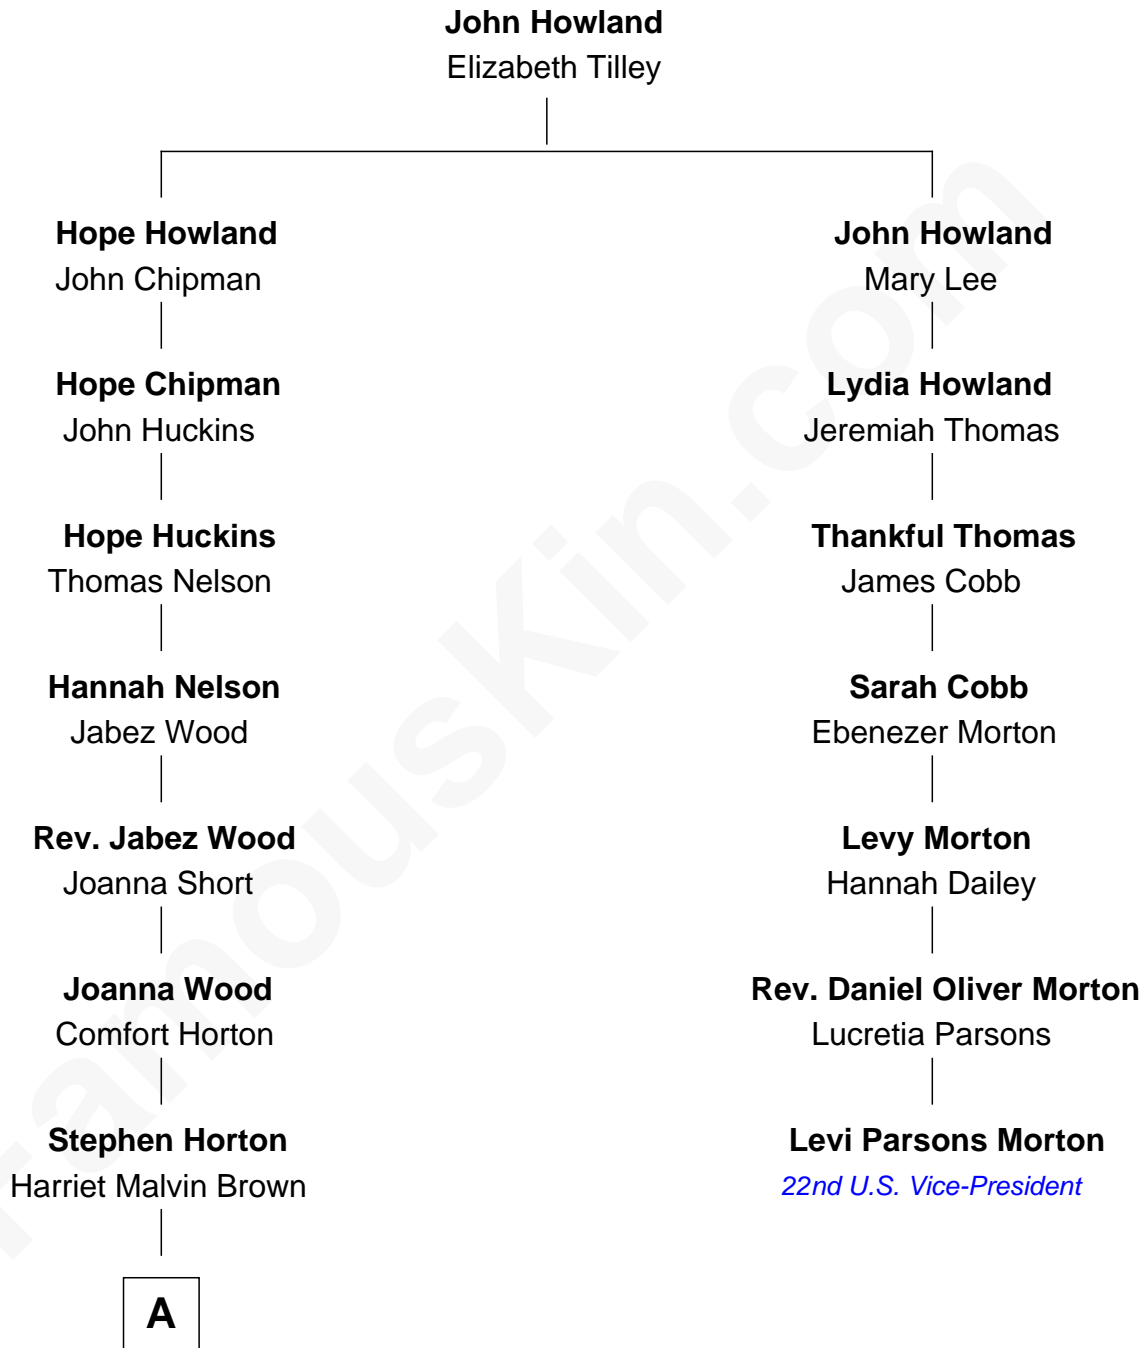 John Howland
Elizabeth Tilley
Hope Howland
John Chipman
John Howland
Mary Lee
Hope Chipman
John Huckins
Lydia Howland
Jeremiah Thomas
Hope Huckins
Thomas Nelson
Thankful Thomas
James Cobb
Hannah Nelson
Jabez Wood
Sarah Cobb
Ebenezer Morton
Rev. Jabez Wood
Joanna Short
Levy Morton
Hannah Dailey
Joanna Wood
Comfort Horton
Rev. Daniel Oliver Morton
Lucretia Parsons
Stephen Horton
Harriet Malvin Brown
Levi Parsons Morton
22nd U.S. Vice-President
A
FamousKin.com